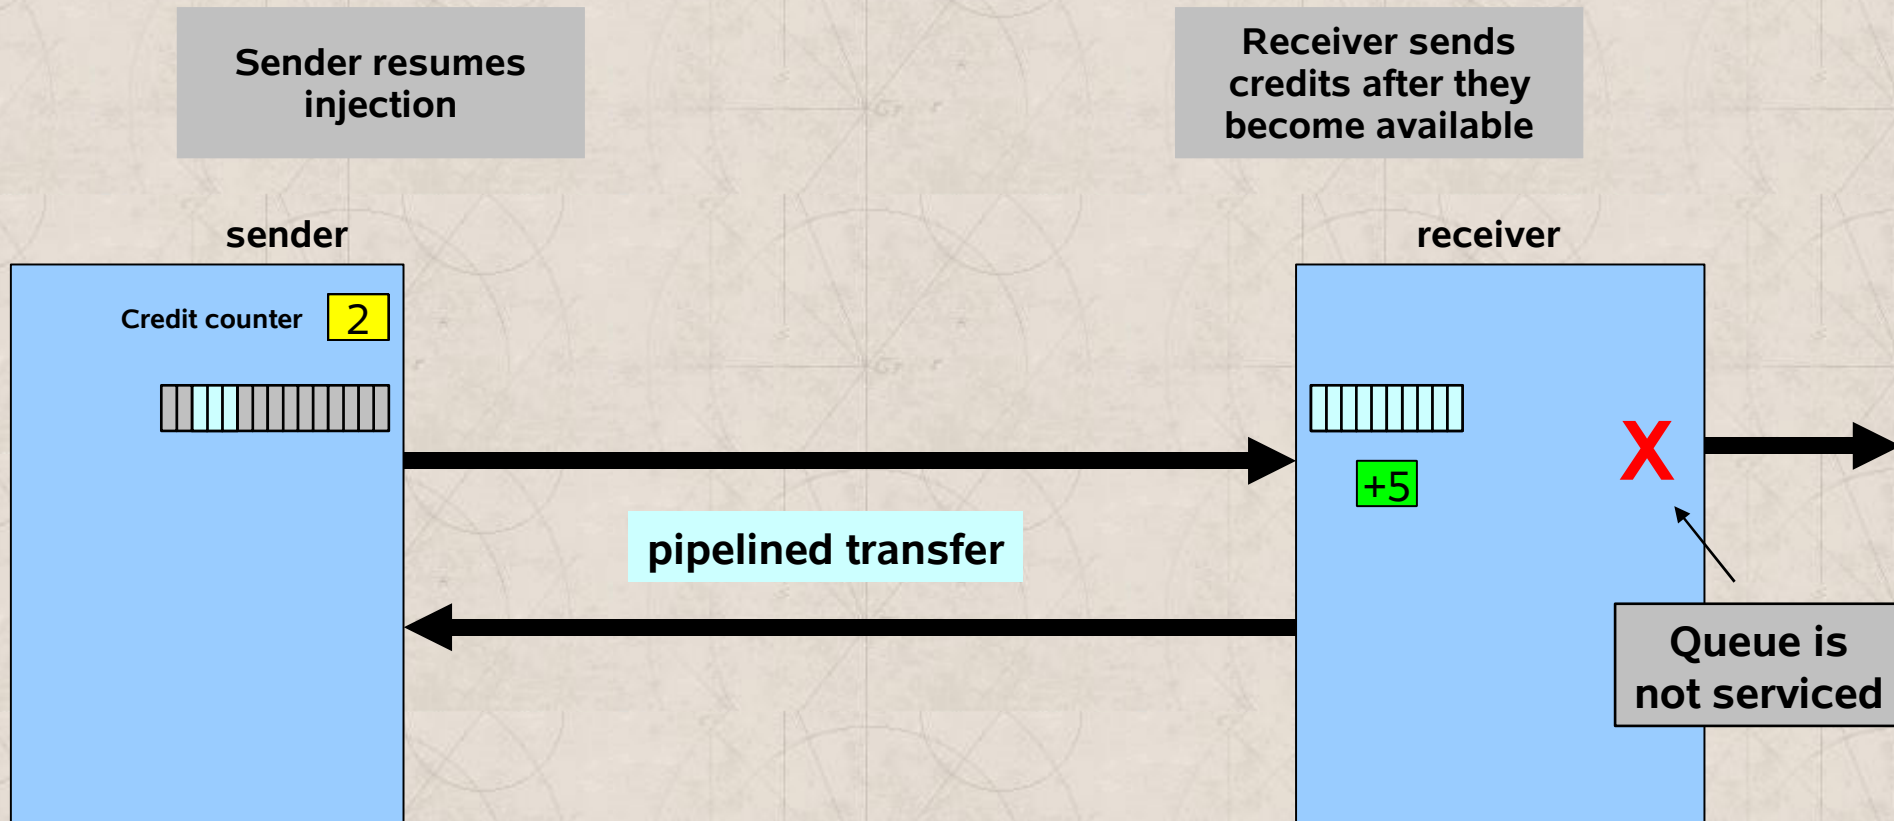 Sender resumes
injection
Receiver sends
credits after they
become available
sender
receiver
Credit counter 2
+5
X
pipelined transfer
Queue is
not serviced